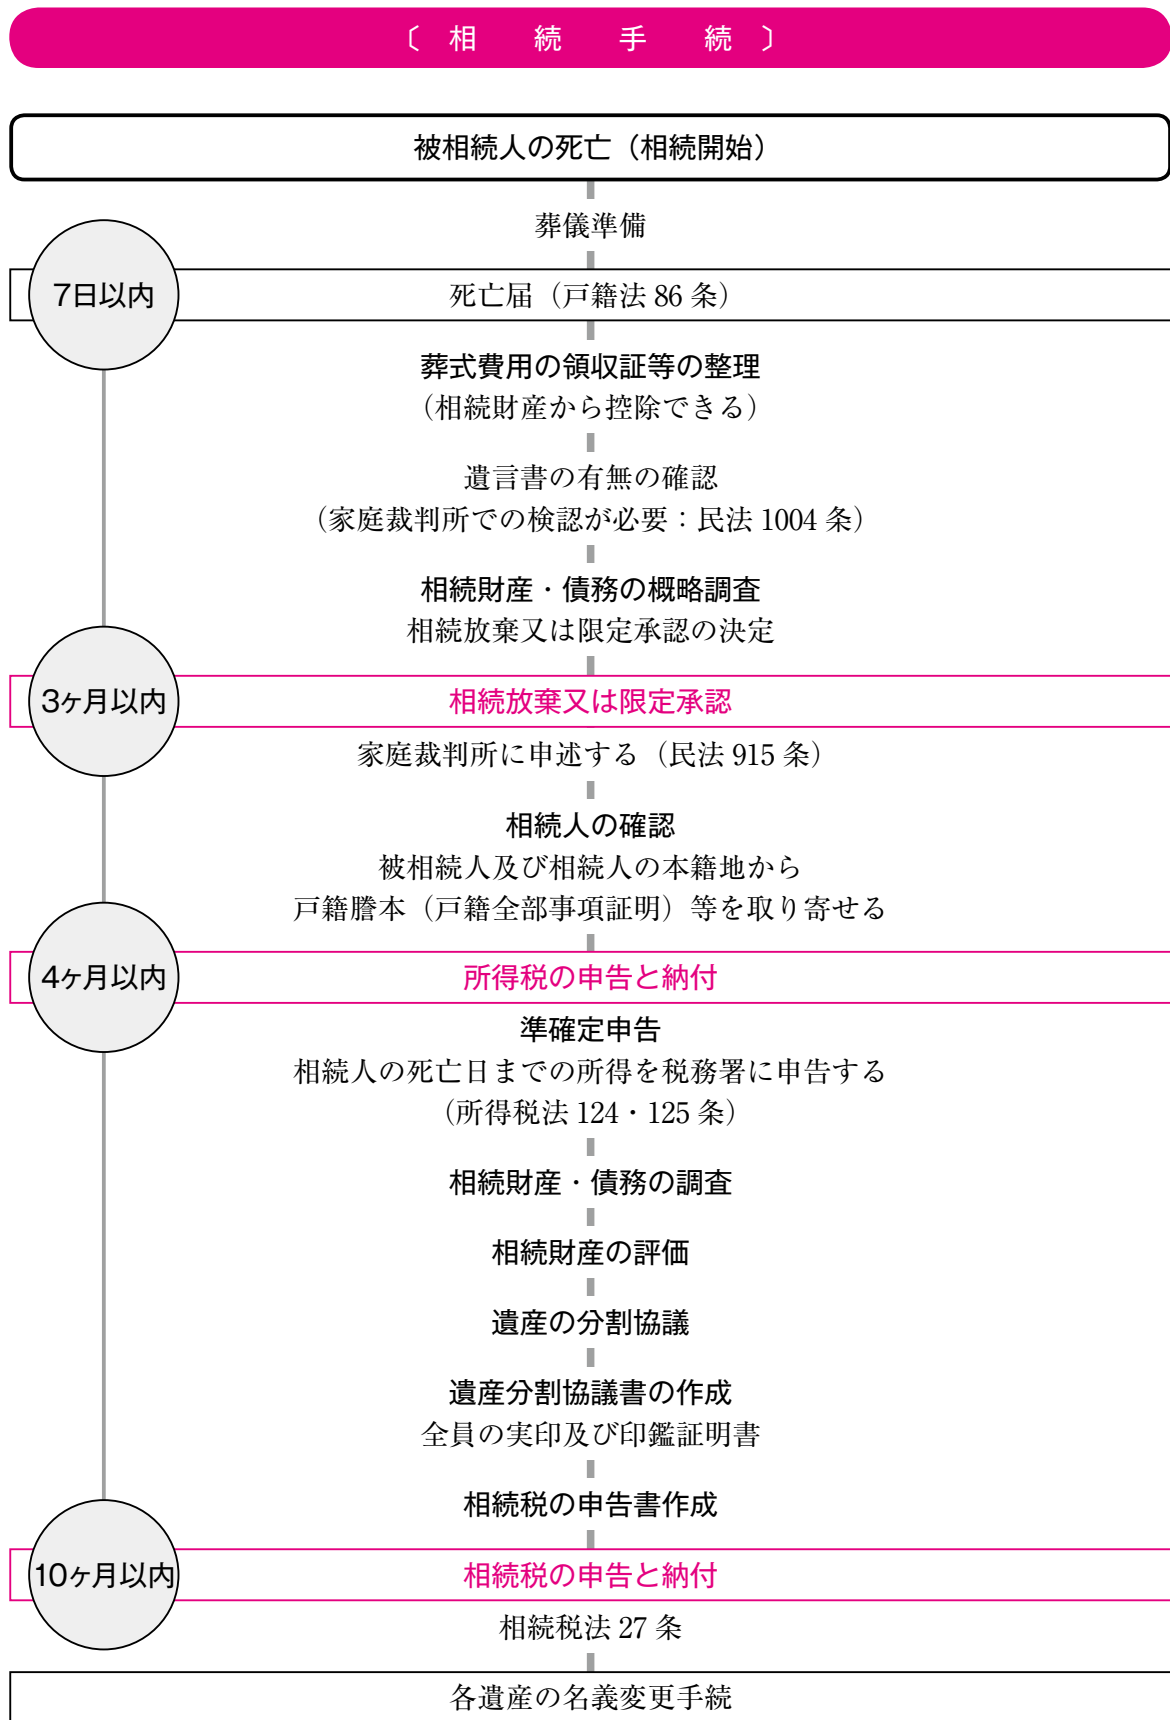 〔相続手続〕
被相続人の死亡（相続開始）
葬儀準備
7日以内
死亡届（戸籍法 86 条）
葬式費用の領収証等の整理
（相続財産から控除できる）
遺言書の有無の確認
（家庭裁判所での検認が必要：民法 1004 条）
相続財産・債務の概略調査
相続放棄又は限定承認の決定
3ヶ月以内
相続放棄又は限定承認
家庭裁判所に申述する（民法 915 条）
相続人の確認
被相続人及び相続人の本籍地から
戸籍謄本（戸籍全部事項証明）等を取り寄せる
4ヶ月以内
所得税の申告と納付
準確定申告
相続人の死亡日までの所得を税務署に申告する
（所得税法 124・125 条）
相続財産・債務の調査
相続財産の評価
遺産の分割協議
遺産分割協議書の作成
全員の実印及び印鑑証明書
相続税の申告書作成
10ヶ月以内
相続税の申告と納付
相続税法 27 条
各遺産の名義変更手続